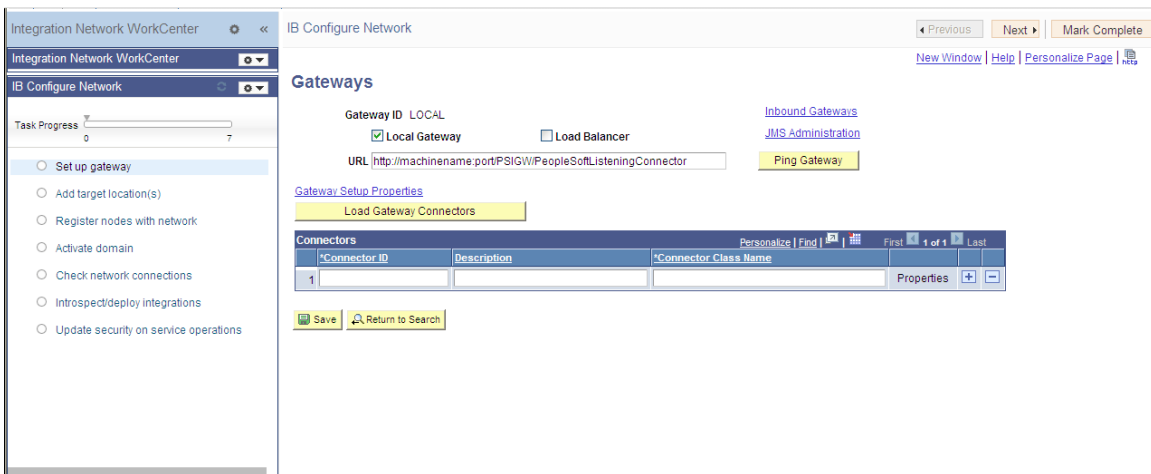 Integration Network WorkCenter
Integration Network WorkCenter
IB Configure Network
Task Progress
0 7
Set up gateway
Add target location(s)
Register nodes with network
Activate domain
Check network connections
Introspect/deploy integrations
Update security on service operations
IB Configure Network
Previous Next Mark Complete
New Window | Help | Personalize Page |
http
Gateways
Gateway ID LOCAL Inbound Gateways
Local Gateway Load Balancer JMS Administration
URL http://machinename:port/PSIGW/PeopleSoftListeningConnector Ping Gateway
Gateway Setup Properties
Load Gateway Connectors
Connectors Personalize | Find | | First 1 of 1 Last
*Connector ID Description *Connector Class Name
1 Properties
Save Return to Search